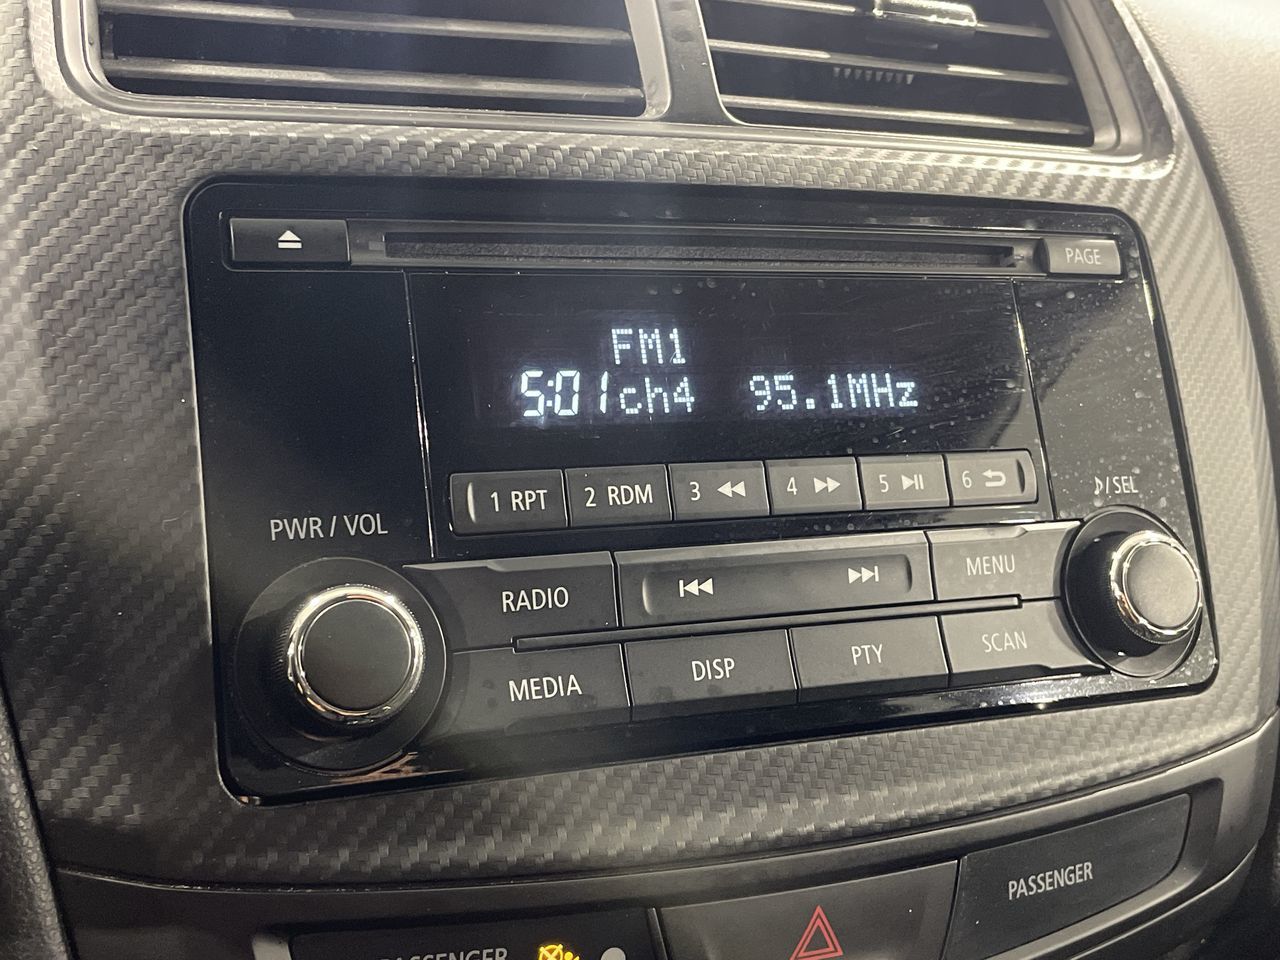 PAGE
FM1
5:01 ch4 95.1MHz
1 RPT 2 RDM 3 4 5 6
PWR / VOL
♪/ SEL
RADIO
MENU
MEDIA
DISP
PTY
SCAN
PASSENGER
PASSENGER